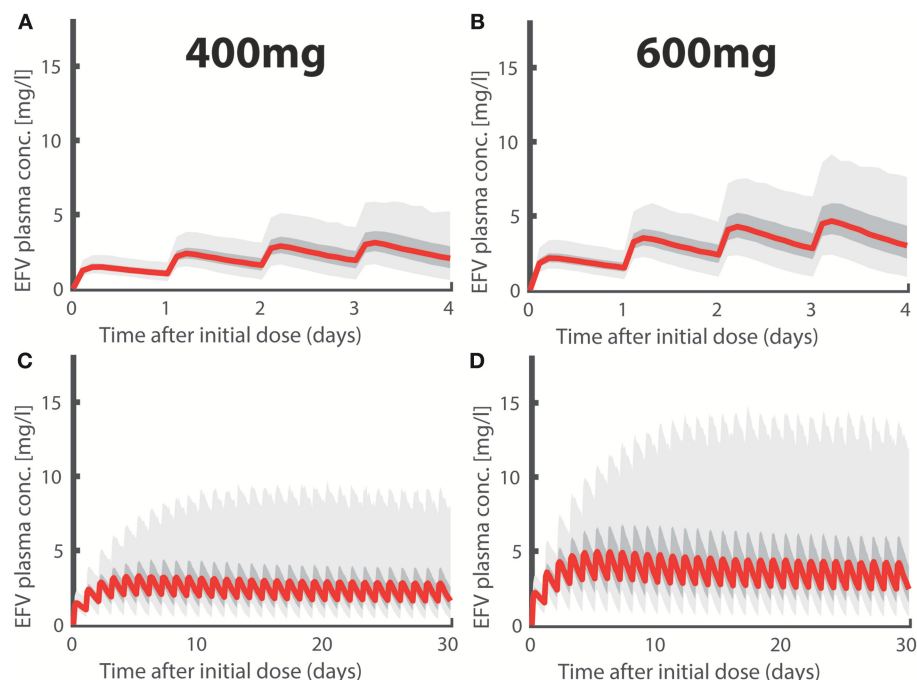 A
400mg
EFV plasma conc. [mg/l]
15
10
5
0
0 1 2 3 4
Time after initial dose (days)
B
600mg
EFV plasma conc. [mg/l]
15
10
5
0
0 1 2 3 4
Time after initial dose (days)
C
EFV plasma conc. [mg/l]
15
10
5
0
0 10 20 30
Time after initial dose (days)
D
EFV plasma conc. [mg/l]
15
10
5
0
0 10 20 30
Time after initial dose (days)